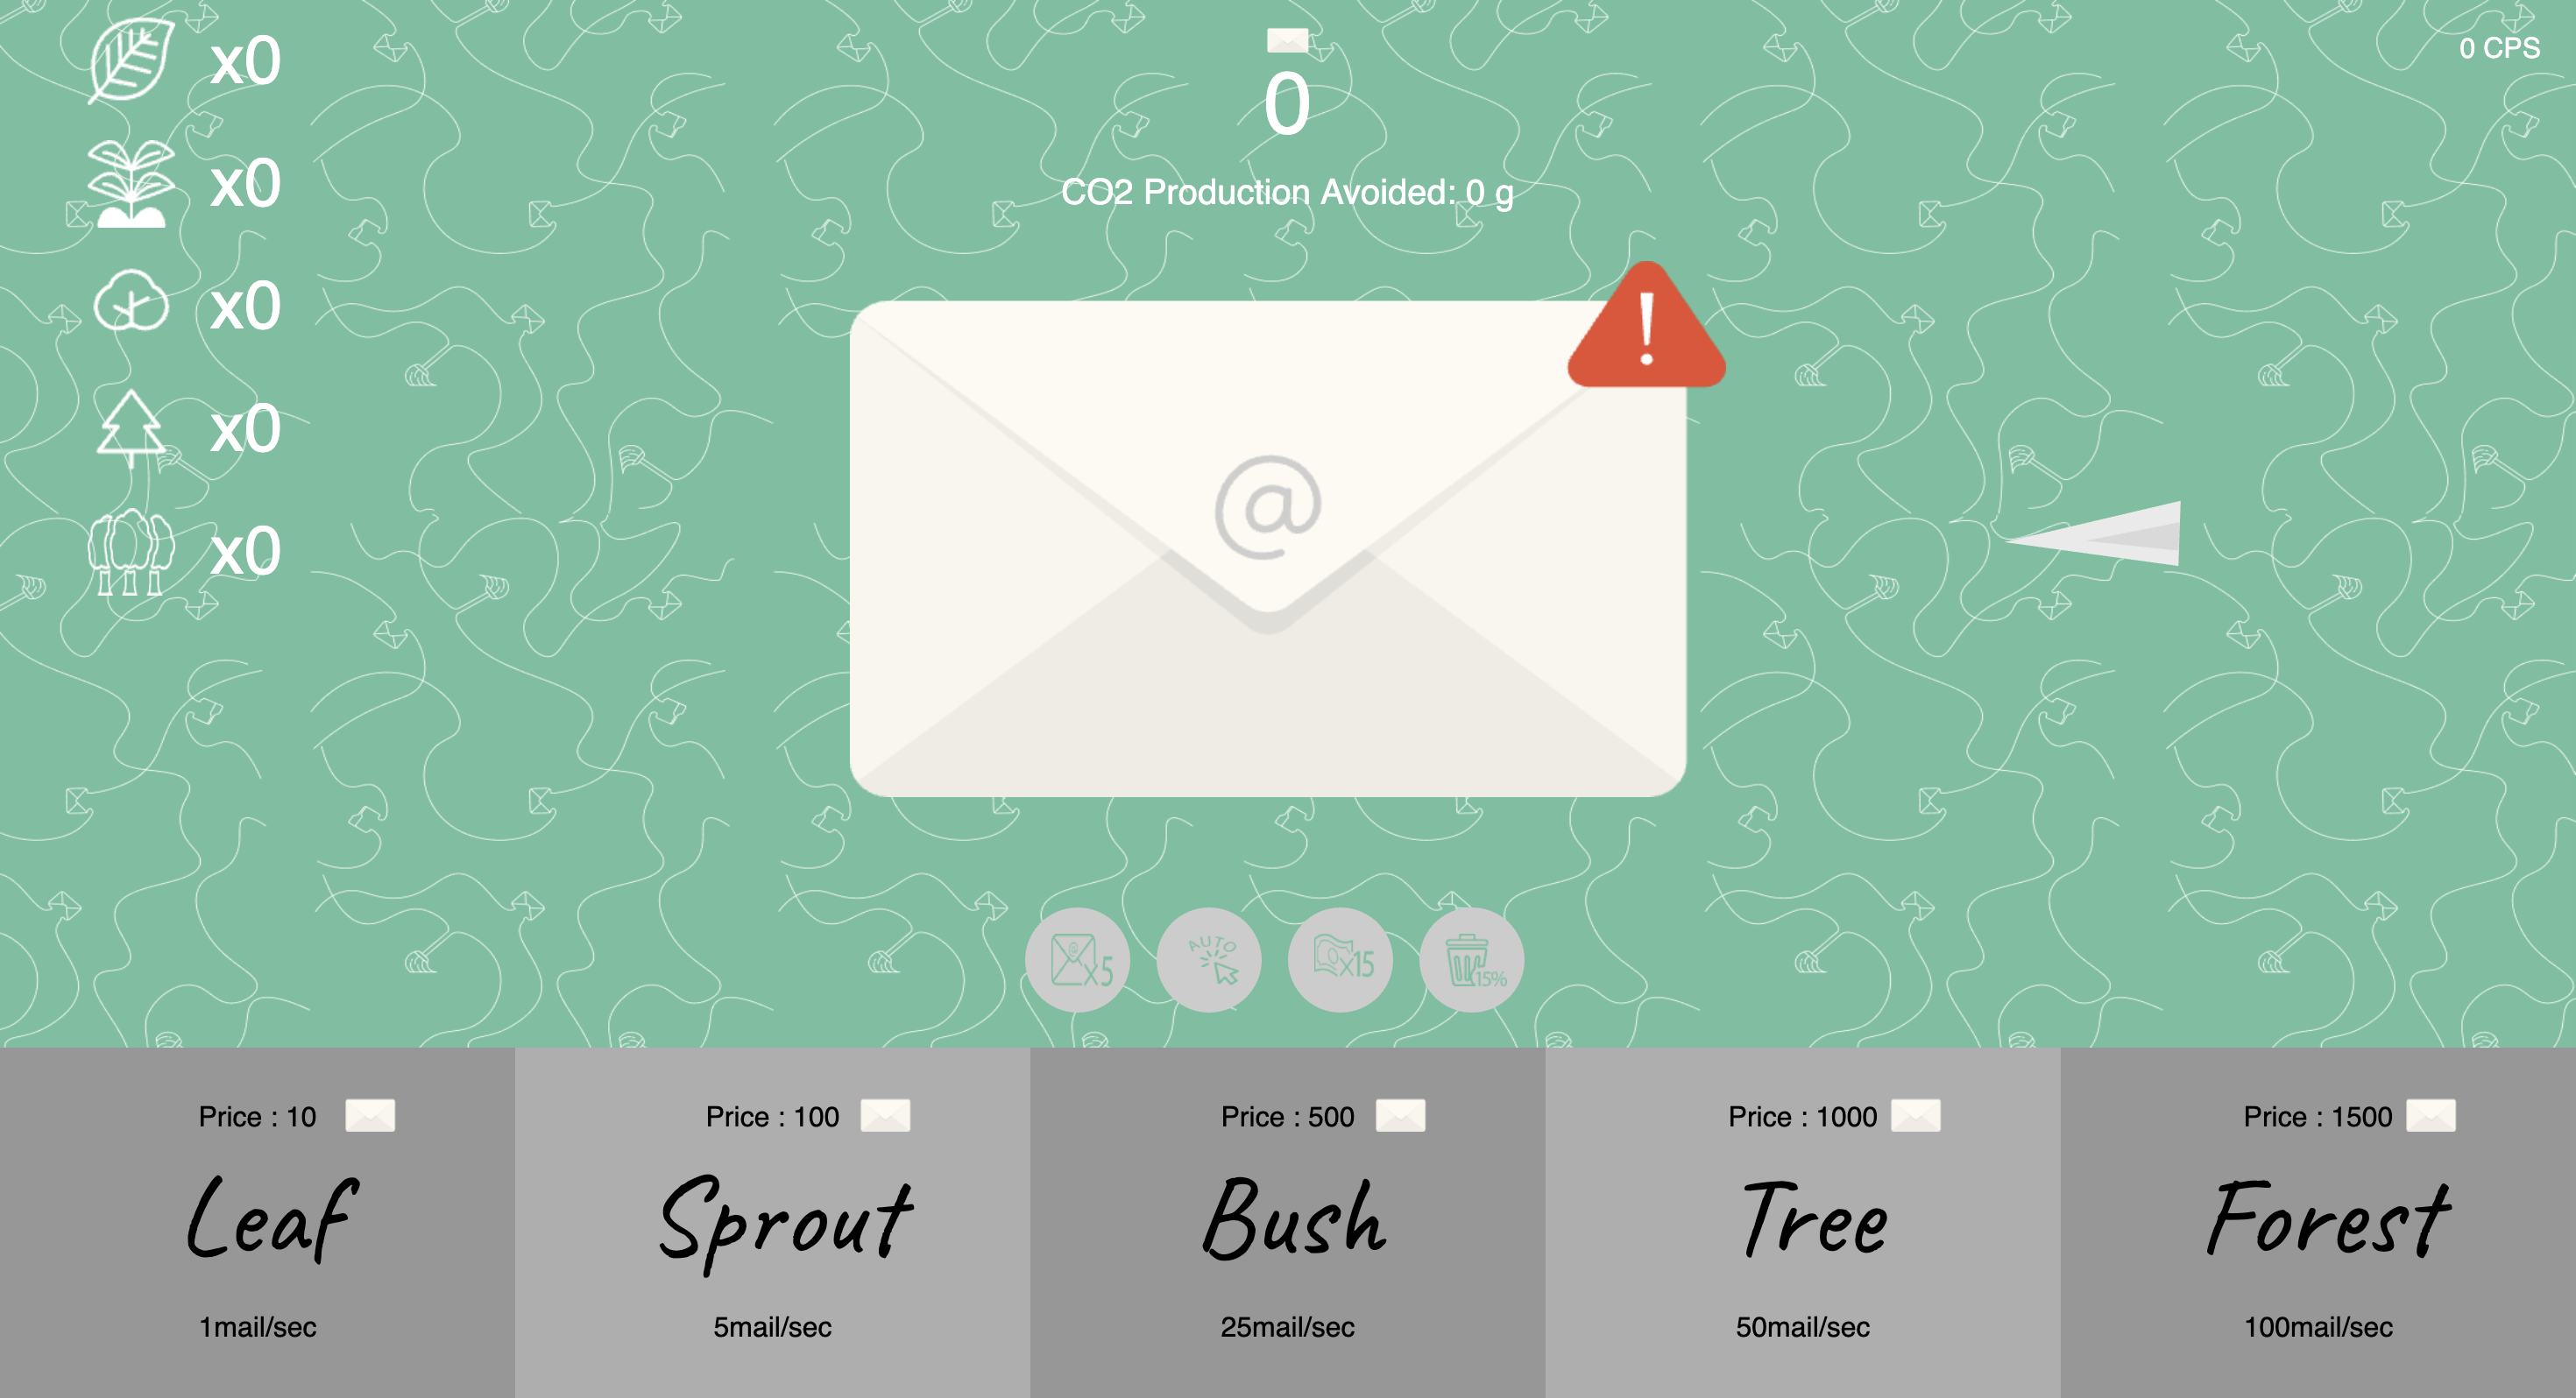 x0
0
0 CPS
x0
CO2 Production Avoided: 0 g
x0
!
x0
@
x0
X5
AUTO
X15
15%
Price : 10
Leaf
1mail/sec
Price : 100
Sprout
5mail/sec
Price : 500
Bush
25mail/sec
Price : 1000
Tree
50mail/sec
Price : 1500
Forest
100mail/sec